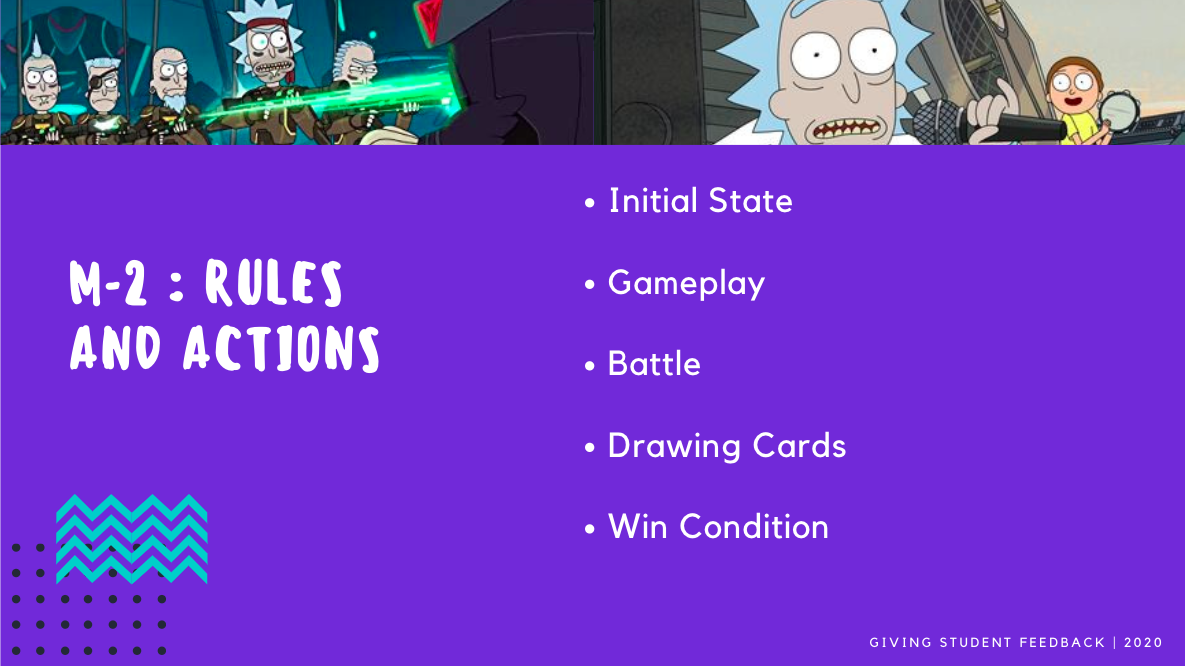 M-2 : RULES
AND ACTIONS
• Initial State
• Gameplay
• Battle
• Drawing Cards
• Win Condition
GIVING STUDENT FEEDBACK | 2020